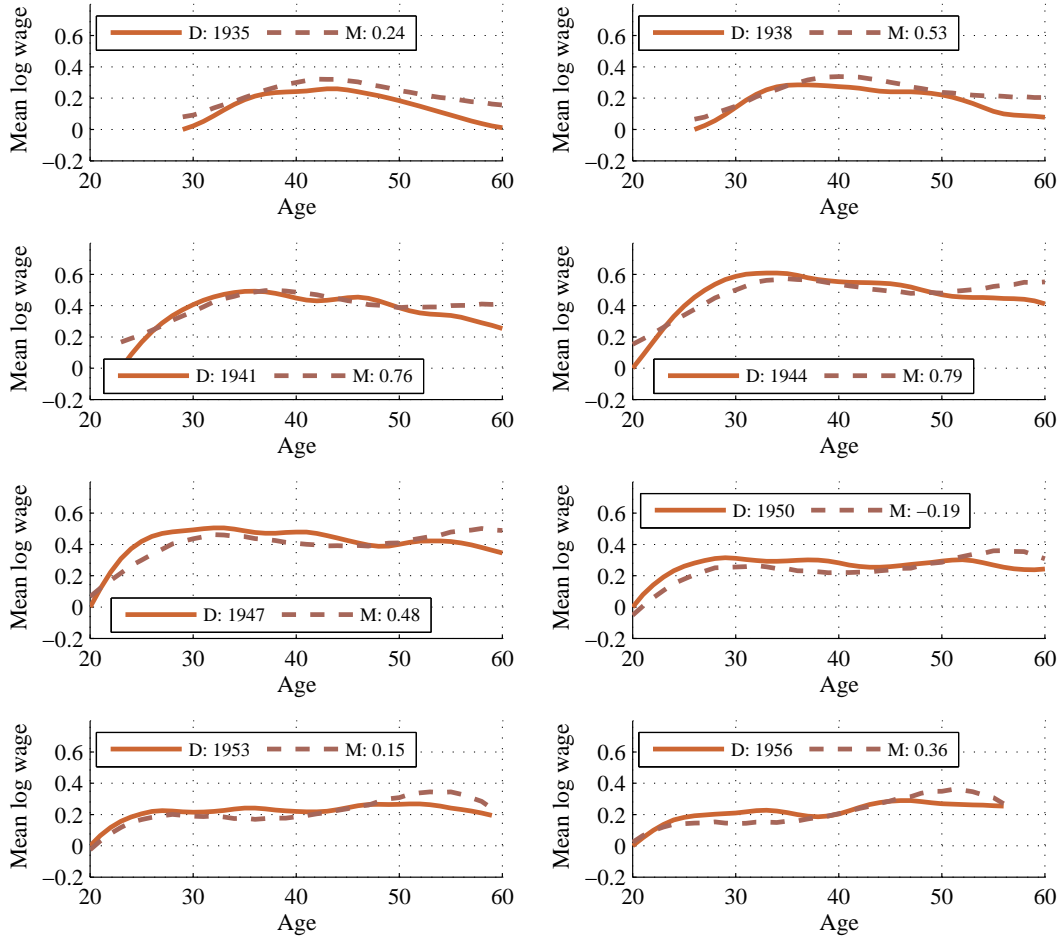 Mean log wage
0.6
0.4
0.2
0
−0.2
D: 1935 M: 0.24
20 30 40 50 60
Age
Mean log wage
0.6
0.4
0.2
0
−0.2
D: 1938 M: 0.53
20 30 40 50 60
Age
Mean log wage
0.6
0.4
0.2
0
−0.2
D: 1941 M: 0.76
20 30 40 50 60
Age
Mean log wage
0.6
0.4
0.2
0
−0.2
D: 1944 M: 0.79
20 30 40 50 60
Age
Mean log wage
0.6
0.4
0.2
0
−0.2
D: 1947 M: 0.48
20 30 40 50 60
Age
Mean log wage
0.6
0.4
0.2
0
−0.2
D: 1950 M: −0.19
20 30 40 50 60
Age
Mean log wage
0.6
0.4
0.2
0
−0.2
D: 1953 M: 0.15
20 30 40 50 60
Age
Mean log wage
0.6
0.4
0.2
0
−0.2
D: 1956 M: 0.36
20 30 40 50 60
Age